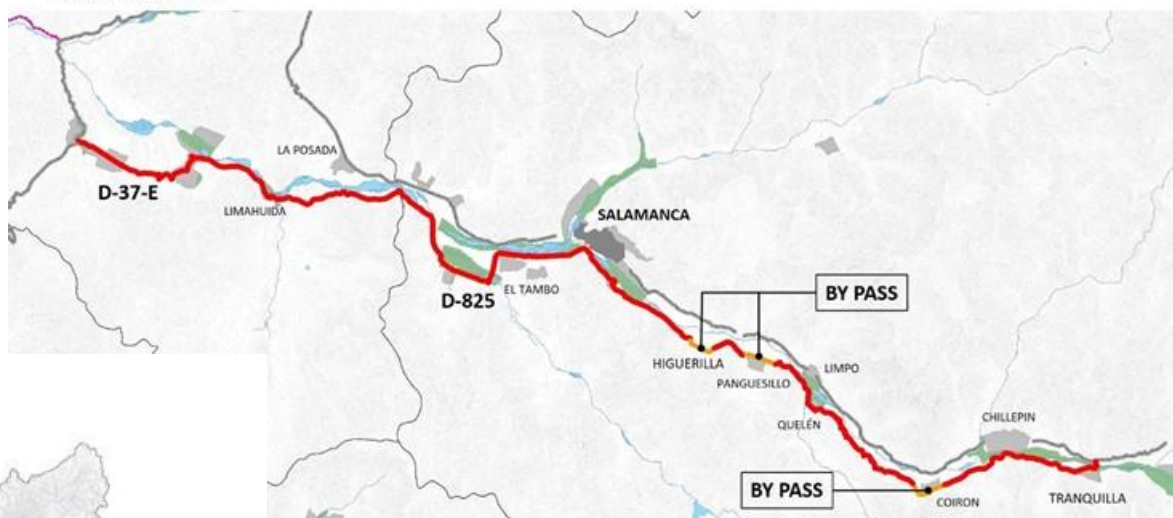 LA POSADA
D-37-E
LIMAHUIDA
SALAMANCA
EL TAMBO
D-825
BY PASS
HIGUERILLA
PANGUESILLO
LIMPO
QUELÉN
CHILLEPIN
BY PASS
COIRON
TRANQUILLA